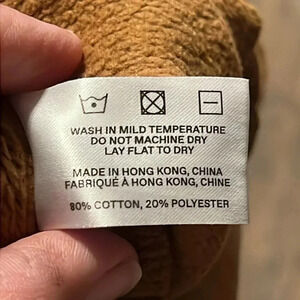 WASH IN MILD TEMPERATURE
DO NOT MACHINE DRY
LAY FLAT TO DRY
MADE IN HONG KONG, CHINA
FABRIQUÉ À HONG KONG, CHINE
80% COTTON, 20% POLYESTER